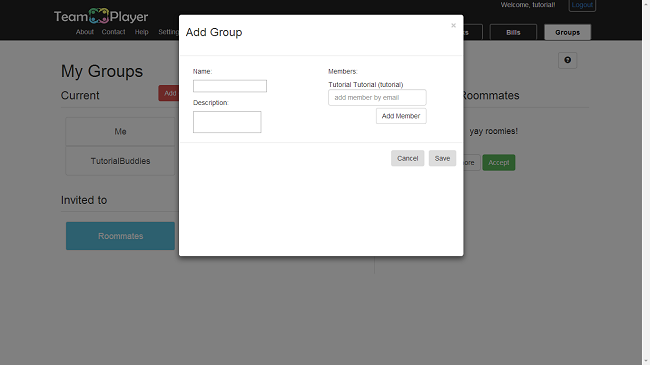 Team Player
Welcome, tutorial!
Logout
About Contact Help
Bills
Groups
×
Add Group
Name:
Description:
Members:
Tutorial Tutorial (tutorial)
add member by email
Add Member
Cancel
Save
My Groups
Current
Add
Me
TutorialBuddies
Invited to
Roommates
Roommates
yay roomies!
Accept